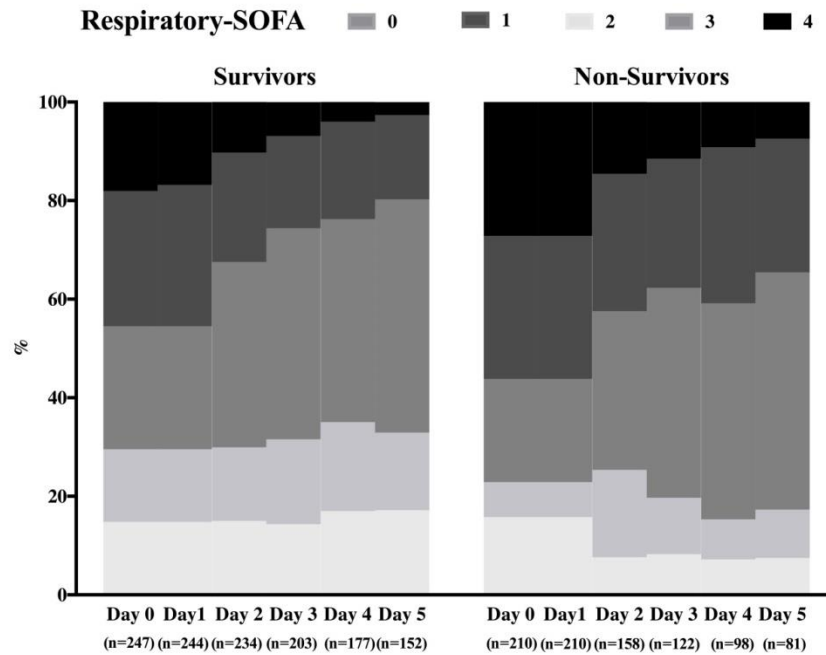 Respiratory-SOFA 0 1 2 3 4
Survivors Non-Survivors
100
80
60
%
40
20
0
Day 0 Day1 Day 2 Day 3 Day 4 Day 5 Day 0 Day1 Day 2 Day 3 Day 4 Day 5
(n=247) (n=244) (n=234) (n=203) (n=177) (n=152) (n=210) (n=210) (n=158) (n=122) (n=98) (n=81)